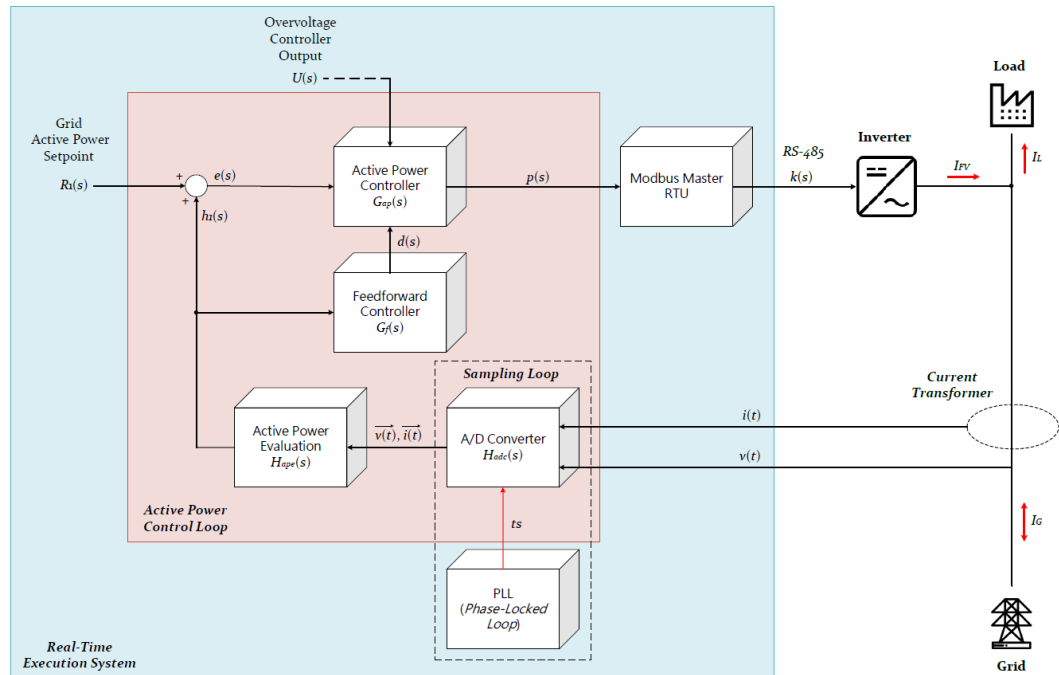 Overvoltage
Controller
Output
U(s)
Grid
Active Power
Setpoint
R1(s)
+
+
e(s)
h1(s)
Active Power
Controller
Gap(s)
p(s)
Modbus Master
RTU
RS-485
k(s)
Inverter
IFV
Load
IL
d(s)
Feedforward
Controller
Gf(s)
Sampling Loop
Active Power
Evaluation
Hape(s)
v(t), i(t)
A/D Converter
Hadc(s)
i(t)
v(t)
Current
Transformer
Active Power
Control Loop
ts
IG
PLL
(Phase-Locked
Loop)
Real-Time
Execution System
Grid